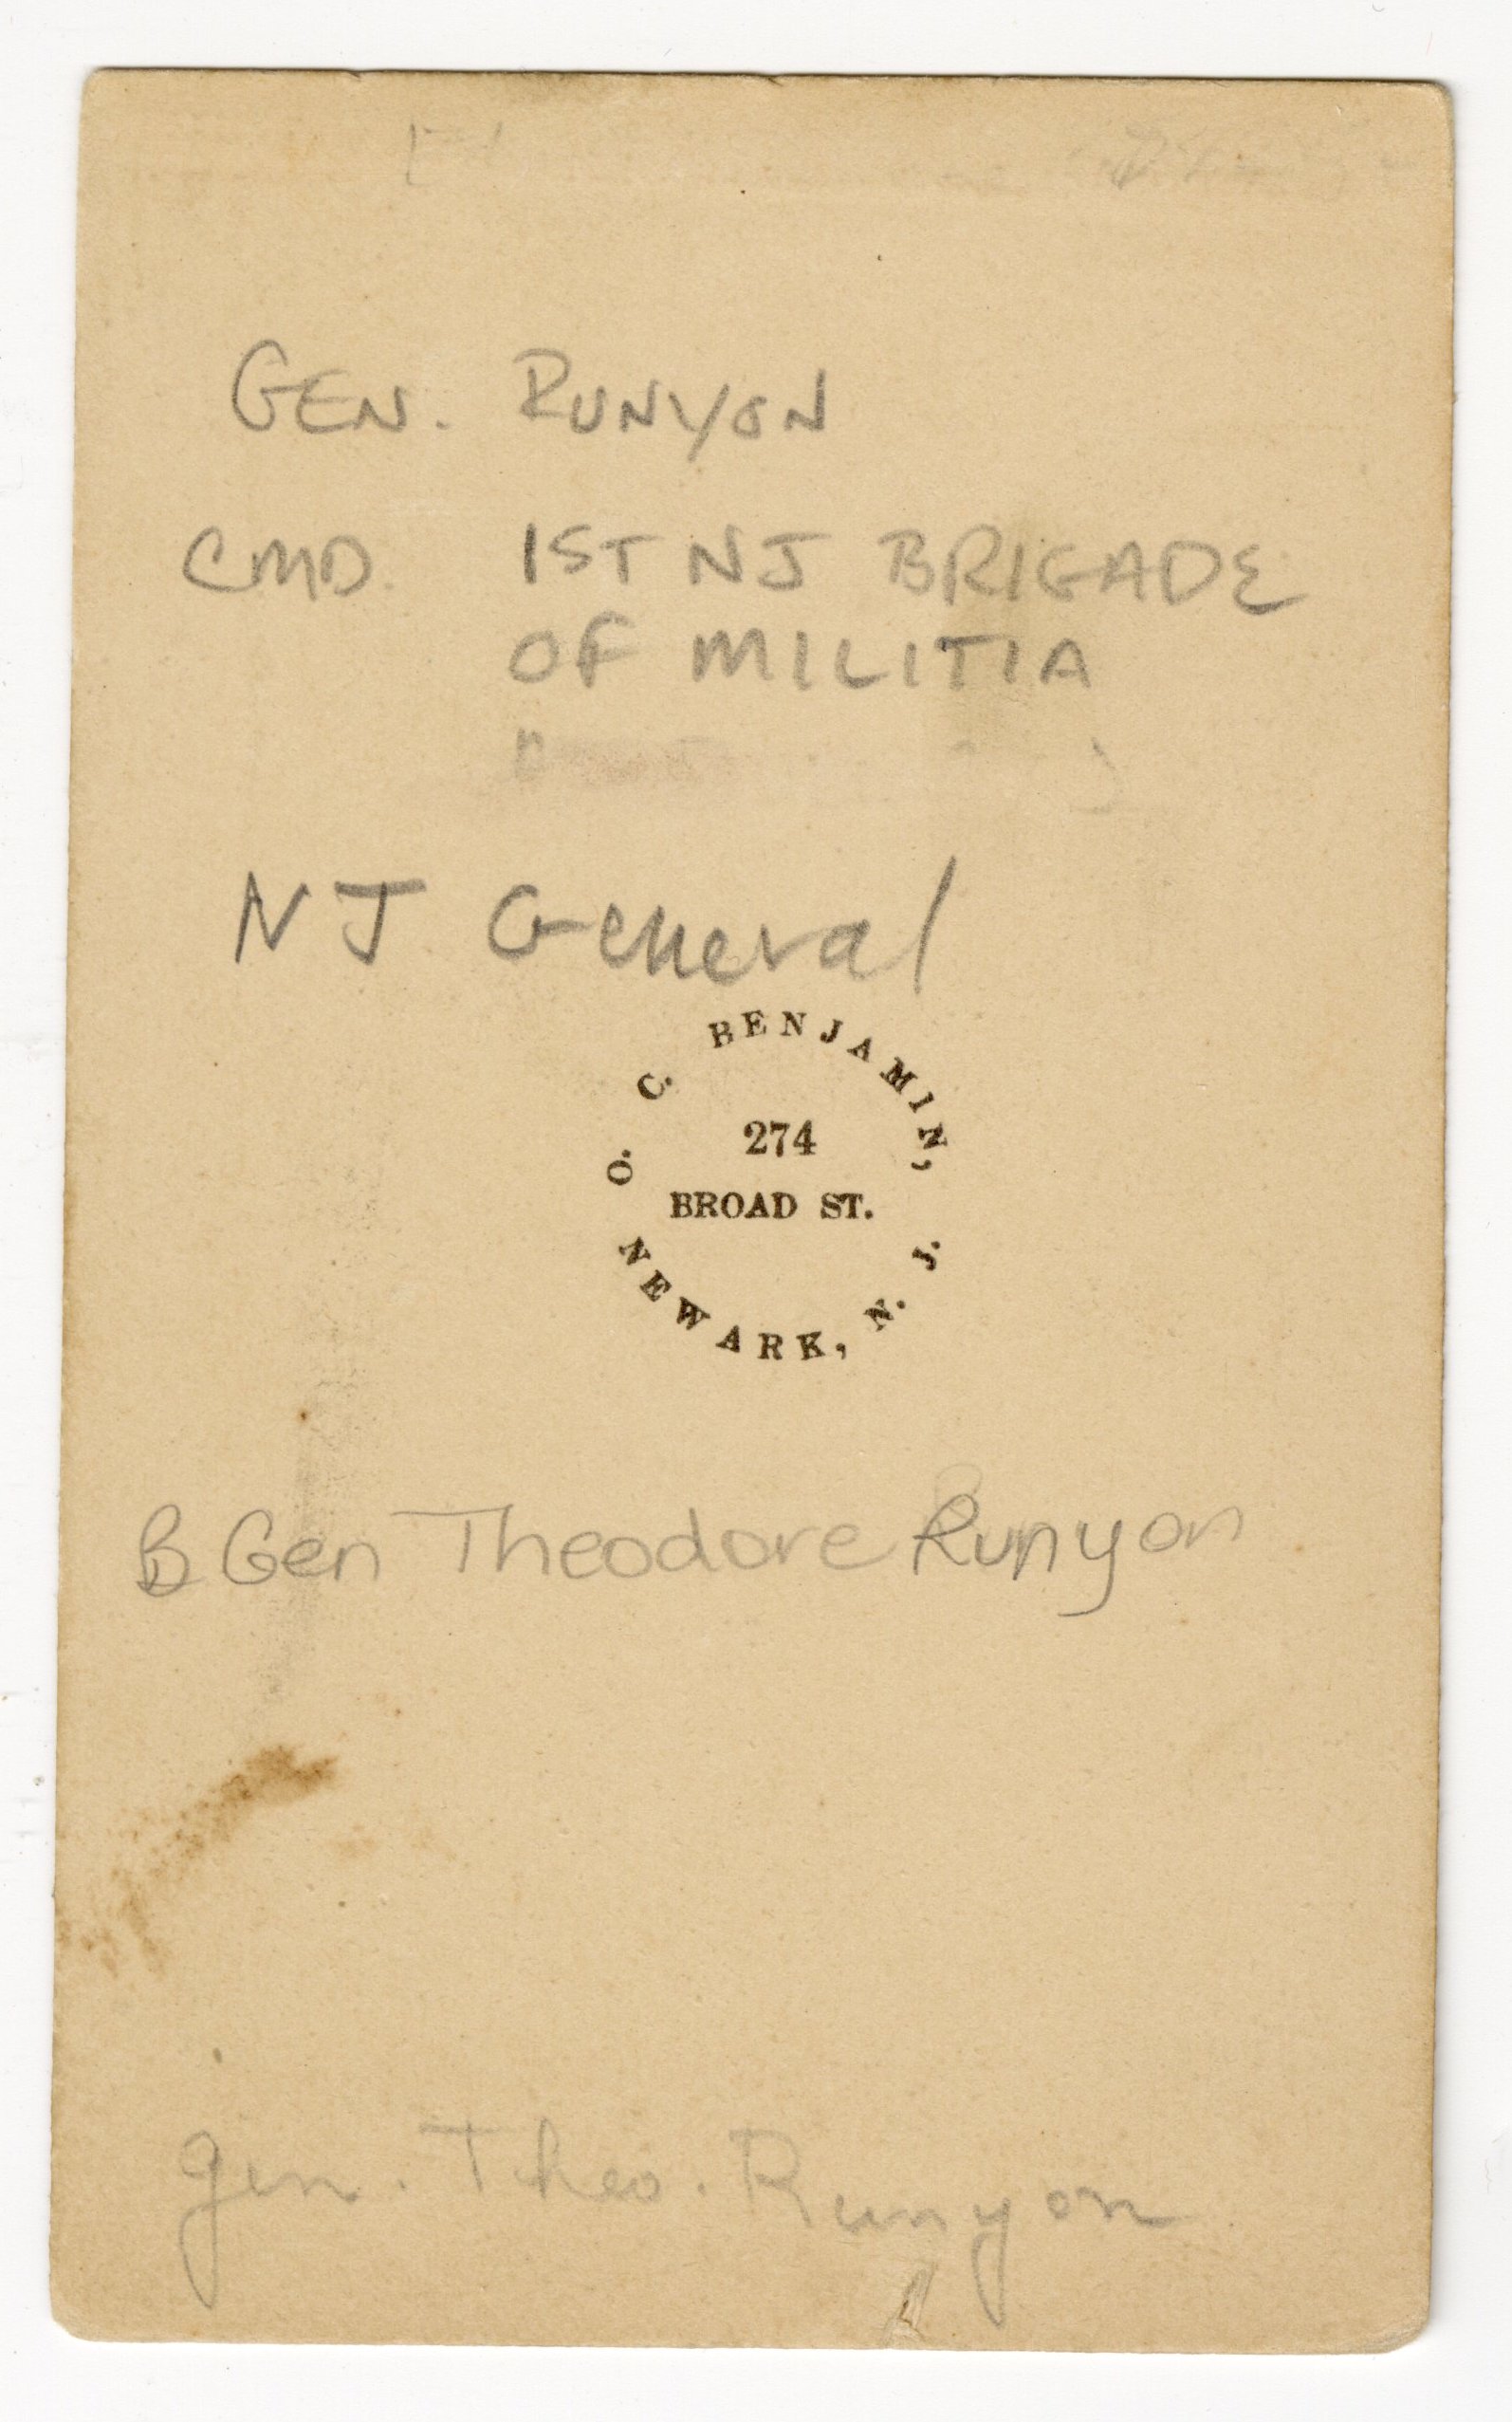 GEN. RUNYON
CMD. 1ST NJ BRIGADE
OF MILITIA
NJ General
O. C. BENJAMIN,
274
BROAD ST.
NEWARK, N. J.
B Gen Theodore Runyon
Gen. Theo. Runyon